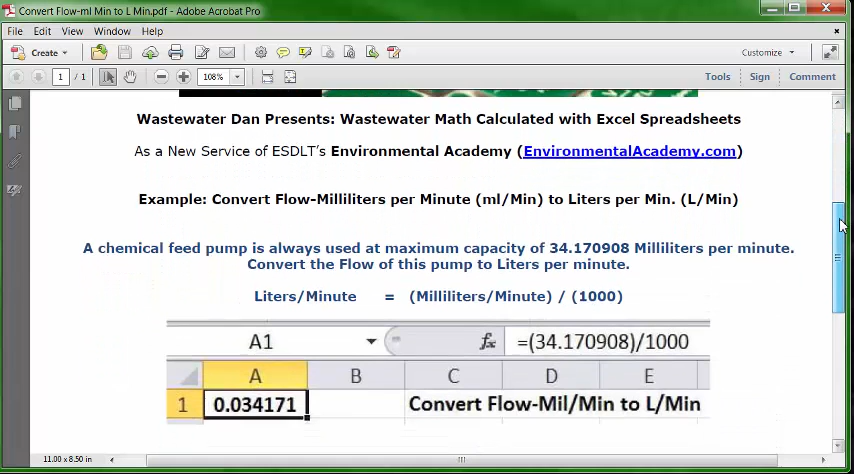 Convert Flow-ml Min to L Min.pdf - Adobe Acrobat Pro
File Edit View Window Help
Create Customize
1 / 1 108% Tools Sign Comment
Wastewater Dan Presents: Wastewater Math Calculated with Excel Spreadsheets
As a New Service of ESDLT's Environmental Academy (EnvironmentalAcademy.com)
Example: Convert Flow-Milliliters per Minute (ml/Min) to Liters per Min. (L/Min)
A chemical feed pump is always used at maximum capacity of 34.170908 Milliliters per minute.
Convert the Flow of this pump to Liters per minute.
Liters/Minute = (Milliliters/Minute) / (1000)
A1 fx =(34.170908)/1000
A B C D E
1 0.034171 Convert Flow-Mil/Min to L/Min
11.00 x 8.50 in